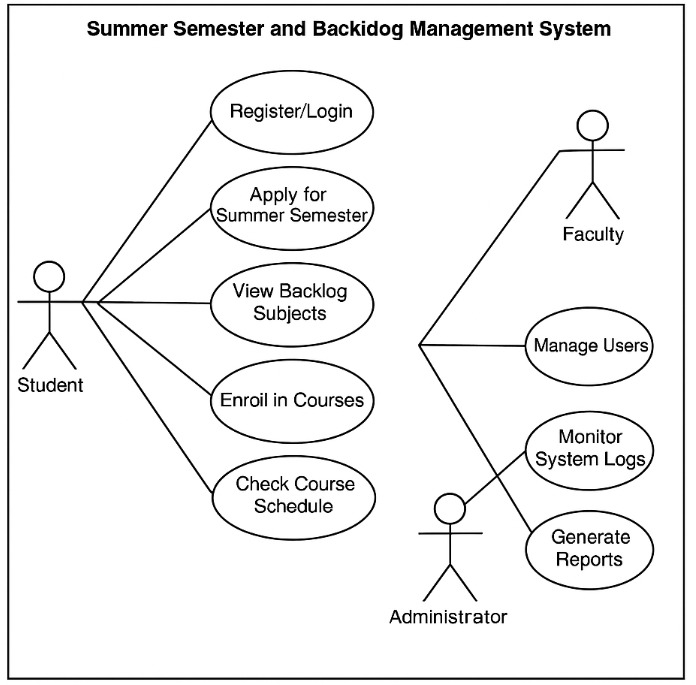 Summer Semester and Backidog Management System
Register/Login
Apply for
Summer Semester
View Backlog
Subjects
Enroil in Courses
Check Course
Schedule
Student
Faculty
Manage Users
Monitor
System Logs
Generate
Reports
Administrator